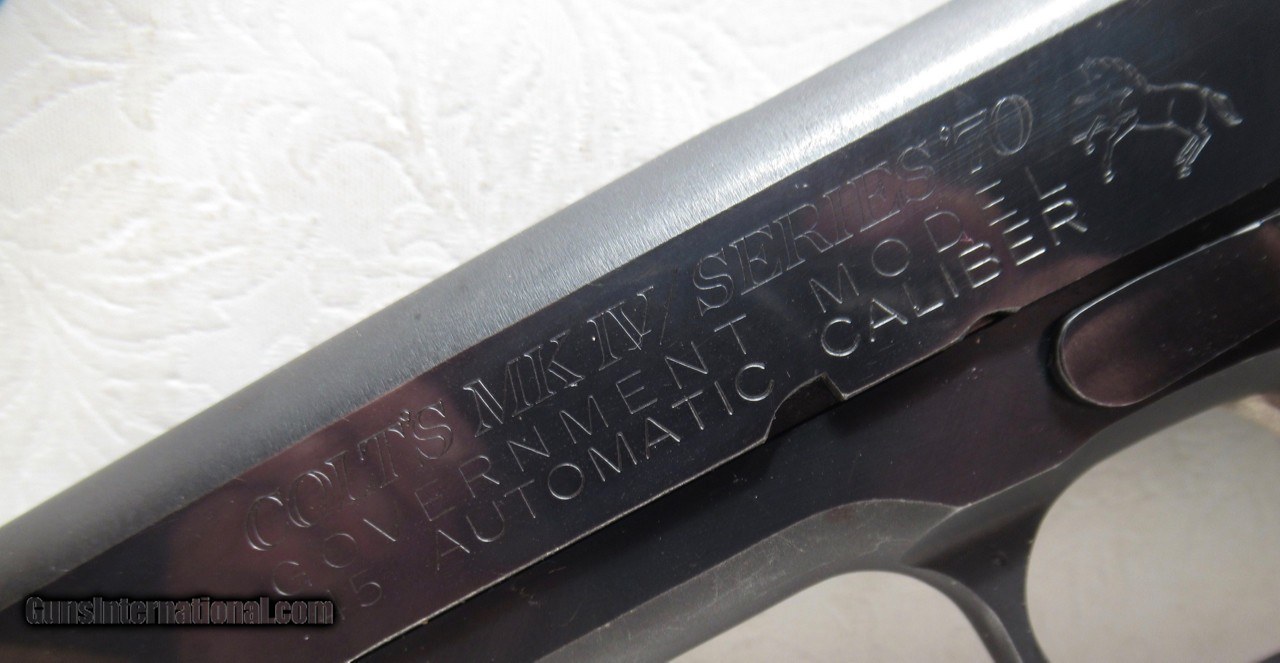 COLT'S MK IV / SERIES '70
GOVERNMENT MODEL
45 AUTOMATIC CALIBER
GunsInternational.com